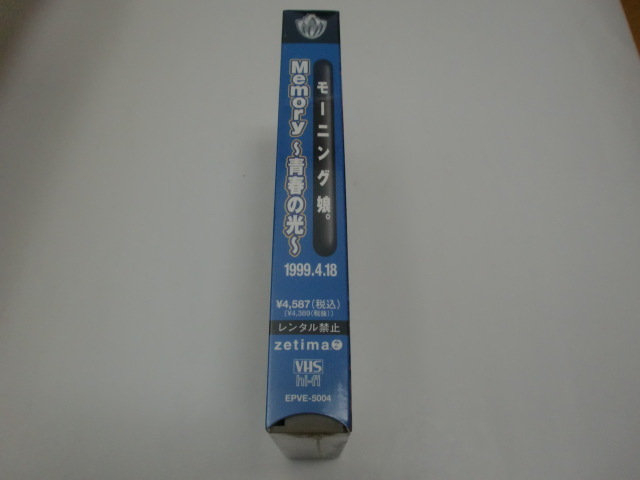 モーニング娘。
Memory ～青春の光～
1999.4.18
¥4,587(税込)
(¥4,369(税抜))
レンタル禁止
zetima
VHS
hi-fi
EPVE-5004